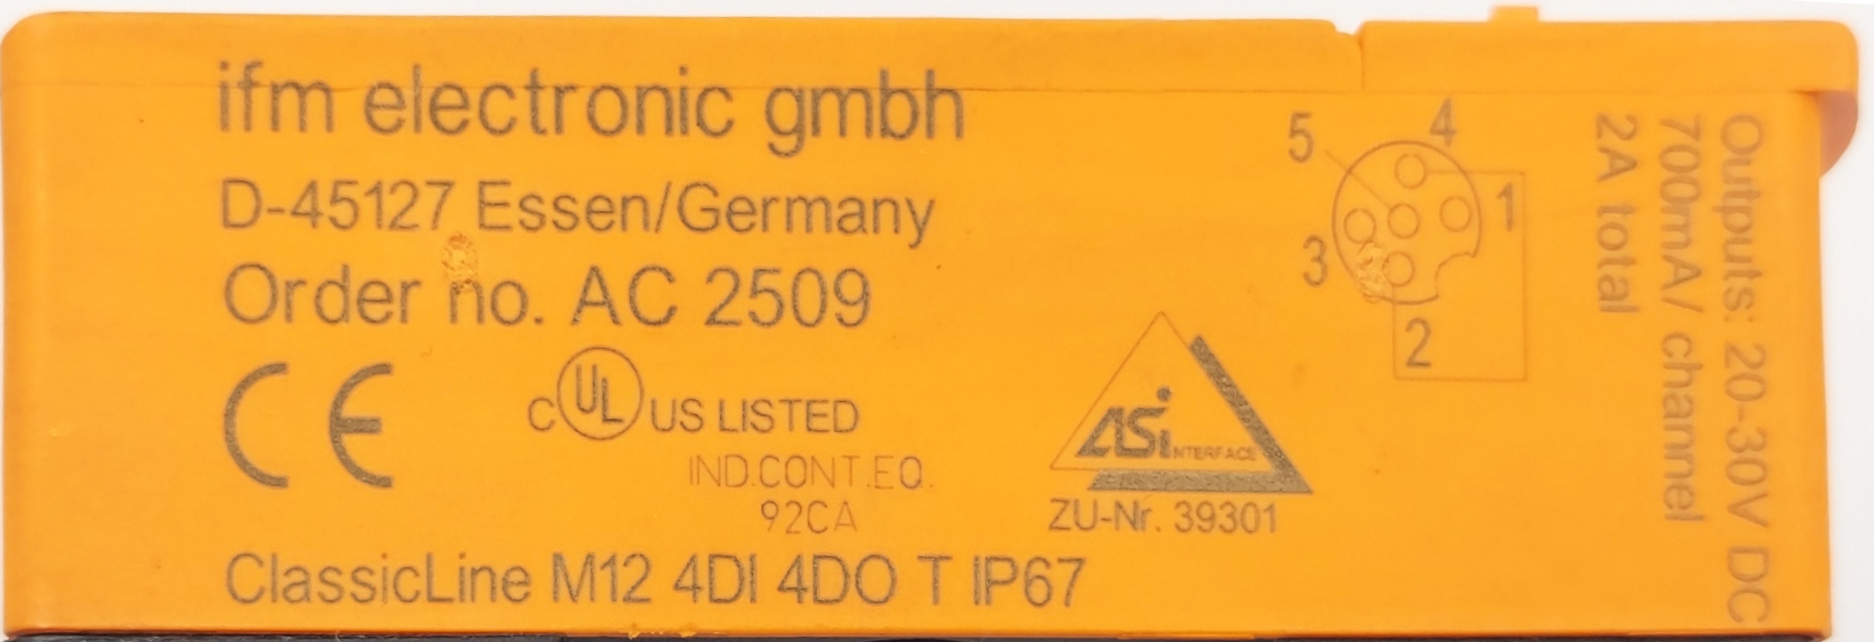 ifm electronic gmbh
D-45127 Essen/Germany
Order no. AC 2509
CE
C UL US LISTED
IND.CONT.EQ.
92CA
ASi INTERFACE
ZU-Nr. 39301
ClassicLine M12 4DI 4DO T IP67
5
4
1
3
2
Outputs: 20-30V DC
700mA/ channel
2A total